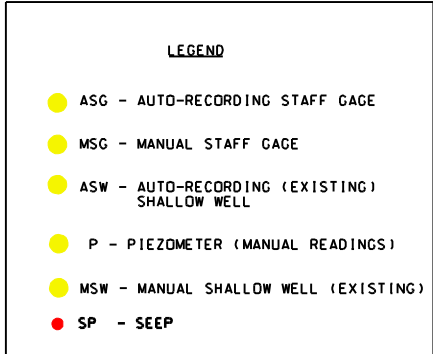 LEGEND
ASG - AUTO-RECORDING STAFF GAGE
MSG - MANUAL STAFF GAGE
ASW - AUTO-RECORDING (EXISTING)
SHALLOW WELL
P - PIEZOMETER (MANUAL READINGS)
MSW - MANUAL SHALLOW WELL (EXISTING)
SP - SEEP